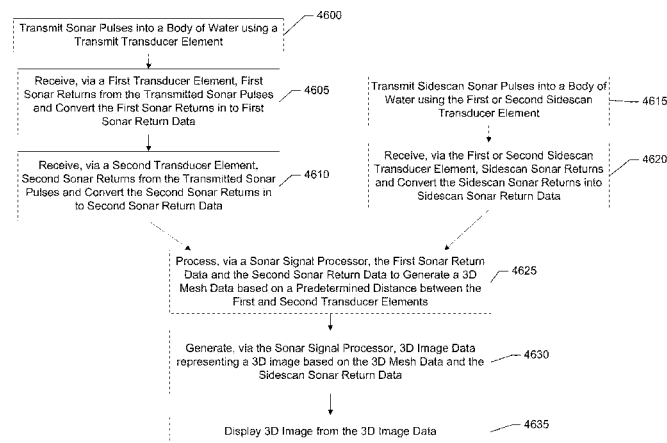 Transmit Sonar Pulses into a Body of Water using a
Transmit Transducer Element
4600
Receive, via a First Transducer Element, First
Sonar Returns from the Transmitted Sonar Pulses
and Convert the First Sonar Returns in to First
Sonar Return Data
4605
Receive, via a Second Transducer Element,
Second Sonar Returns from the Transmitted Sonar
Pulses and Convert the Second Sonar Returns in
to Second Sonar Return Data
4610
Transmit Sidescan Sonar Pulses into a Body of
Water using the First or Second Sidescan
Transducer Element
4615
Receive, via the First or Second Sidescan
Transducer Element, Sidescan Sonar Returns
and Convert the Sidescan Sonar Returns into
Sidescan Sonar Return Data
4620
Process, via a Sonar Signal Processor, the First Sonar Return
Data and the Second Sonar Return Data to Generate a 3D
Mesh Data based on a Predetermined Distance between the
First and Second Transducer Elements
4625
Generate, via the Sonar Signal Processor, 3D Image Data
representing a 3D image based on the 3D Mesh Data and the
Sidescan Sonar Return Data
4630
Display 3D Image from the 3D Image Data
4635